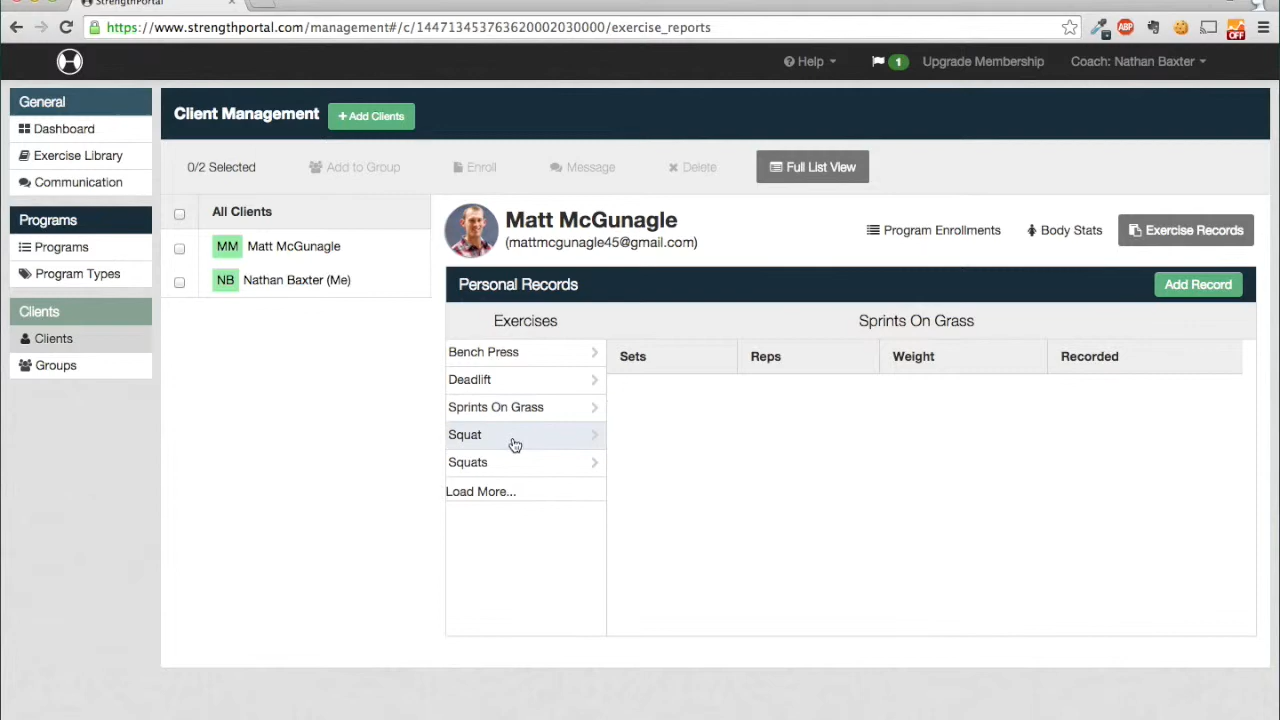 StrengthPortal
https://www.strengthportal.com/management#/c/144713453763620002030000/exercise_reports
ABP
OFF
Help
1
Upgrade Membership
Coach: Nathan Baxter
General
Dashboard
Exercise Library
Communication
Programs
Programs
Program Types
Clients
Clients
Groups
Client Management
+ Add Clients
0/2 Selected
Add to Group
Enroll
Message
Delete
Full List View
All Clients
MM Matt McGunagle
NB Nathan Baxter (Me)
Matt McGunagle
(mattmcgunagle45@gmail.com)
Program Enrollments
Body Stats
Exercise Records
Personal Records
Add Record
Exercises
Sprints On Grass
Bench Press
Deadlift
Sprints On Grass
Squat
Squats
Load More...
Sets
Reps
Weight
Recorded